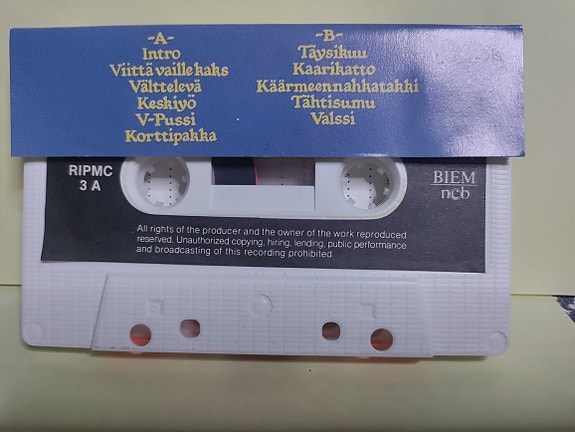 -A-
Intro
Viittä vaille kaks
Välttelevä
Keskiyö
V-Pussi
Korttipakka
-B-
Täysikuu
Kaarikatto
Käärmeennahkatakki
Tähtisumu
Valssi
RIPMC
3 A
BIEM
ncb
All rights of the producer and the owner of the work reproduced
reserved. Unauthorized copying, hiring, lending, public performance
and broadcasting of this recording prohibited.